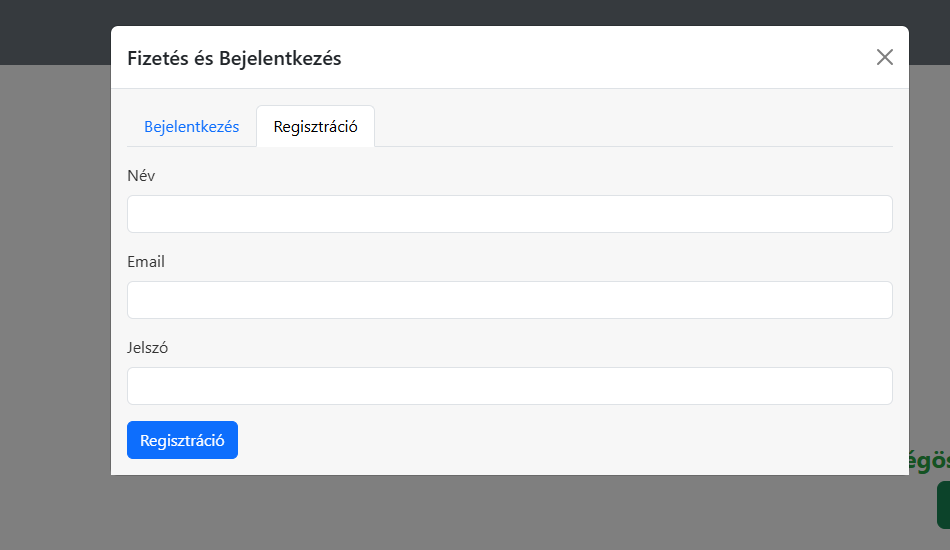 Fizetés és Bejelentkezés
Bejelentkezés
Regisztráció
Név
Email
Jelszó
Regisztráció